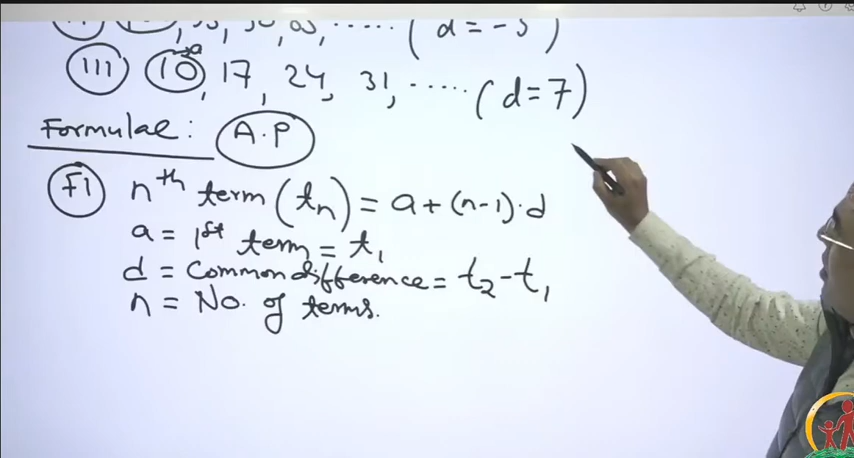 (d = -5)
(III) 10, 17, 24, 31, ..... (d = 7)
Formulae: A.P
F1 nth term (tn) = a + (n-1)·d
a = 1st term = t1
d = Common difference = t2 - t1
n = No. of terms.